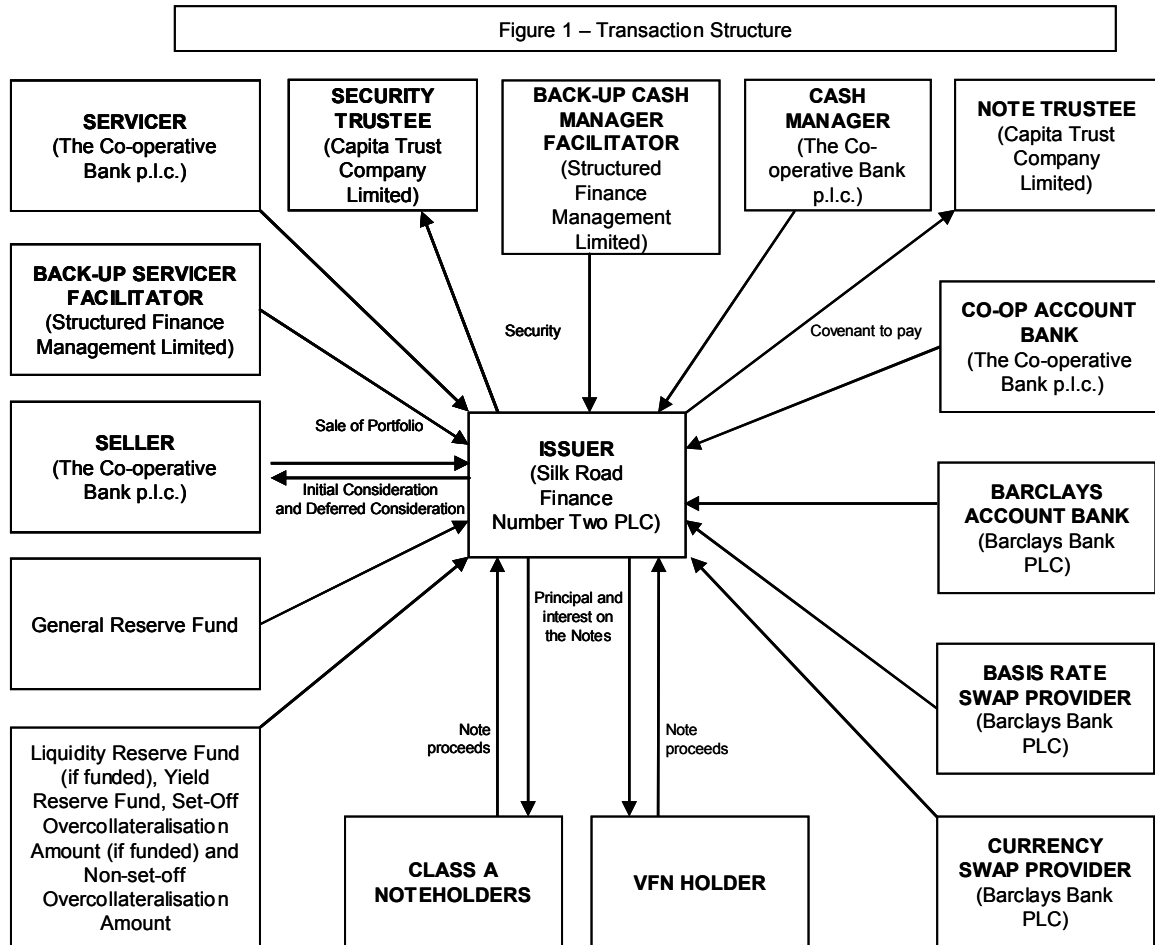 Figure 1 – Transaction Structure
SERVICER
(The Co-operative
Bank p.l.c.)
SECURITY
TRUSTEE
(Capita Trust
Company
Limited)
BACK-UP CASH
MANAGER
FACILITATOR
(Structured
Finance
Management
Limited)
CASH
MANAGER
(The Co-
operative Bank
p.l.c.)
NOTE TRUSTEE
(Capita Trust
Company
Limited)
BACK-UP SERVICER
FACILITATOR
(Structured Finance
Management Limited)
Security
Covenant to pay
CO-OP ACCOUNT
BANK
(The Co-operative
Bank p.l.c.)
SELLER
(The Co-operative
Bank p.l.c.)
Sale of Portfolio
Initial Consideration
and Deferred Consideration
ISSUER
(Silk Road
Finance
Number Two PLC)
BARCLAYS
ACCOUNT BANK
(Barclays Bank
PLC)
General Reserve Fund
Principal and
interest on
the Notes
BASIS RATE
SWAP PROVIDER
(Barclays Bank
PLC)
Liquidity Reserve Fund
(if funded), Yield
Reserve Fund, Set-Off
Overcollateralisation
Amount (if funded) and
Non-set-off
Overcollateralisation
Amount
Note
proceeds
Note
proceeds
CLASS A
NOTEHOLDERS
VFN HOLDER
CURRENCY
SWAP PROVIDER
(Barclays Bank
PLC)